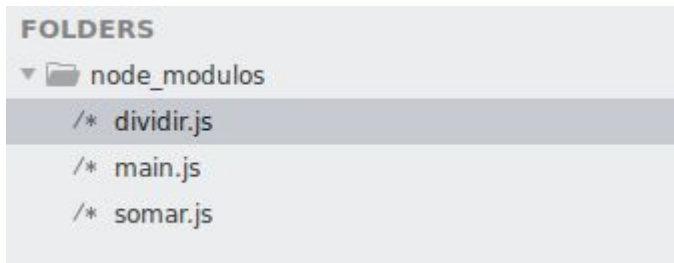 FOLDERS
node_modulos
/* dividir.js
/* main.js
/* somar.js